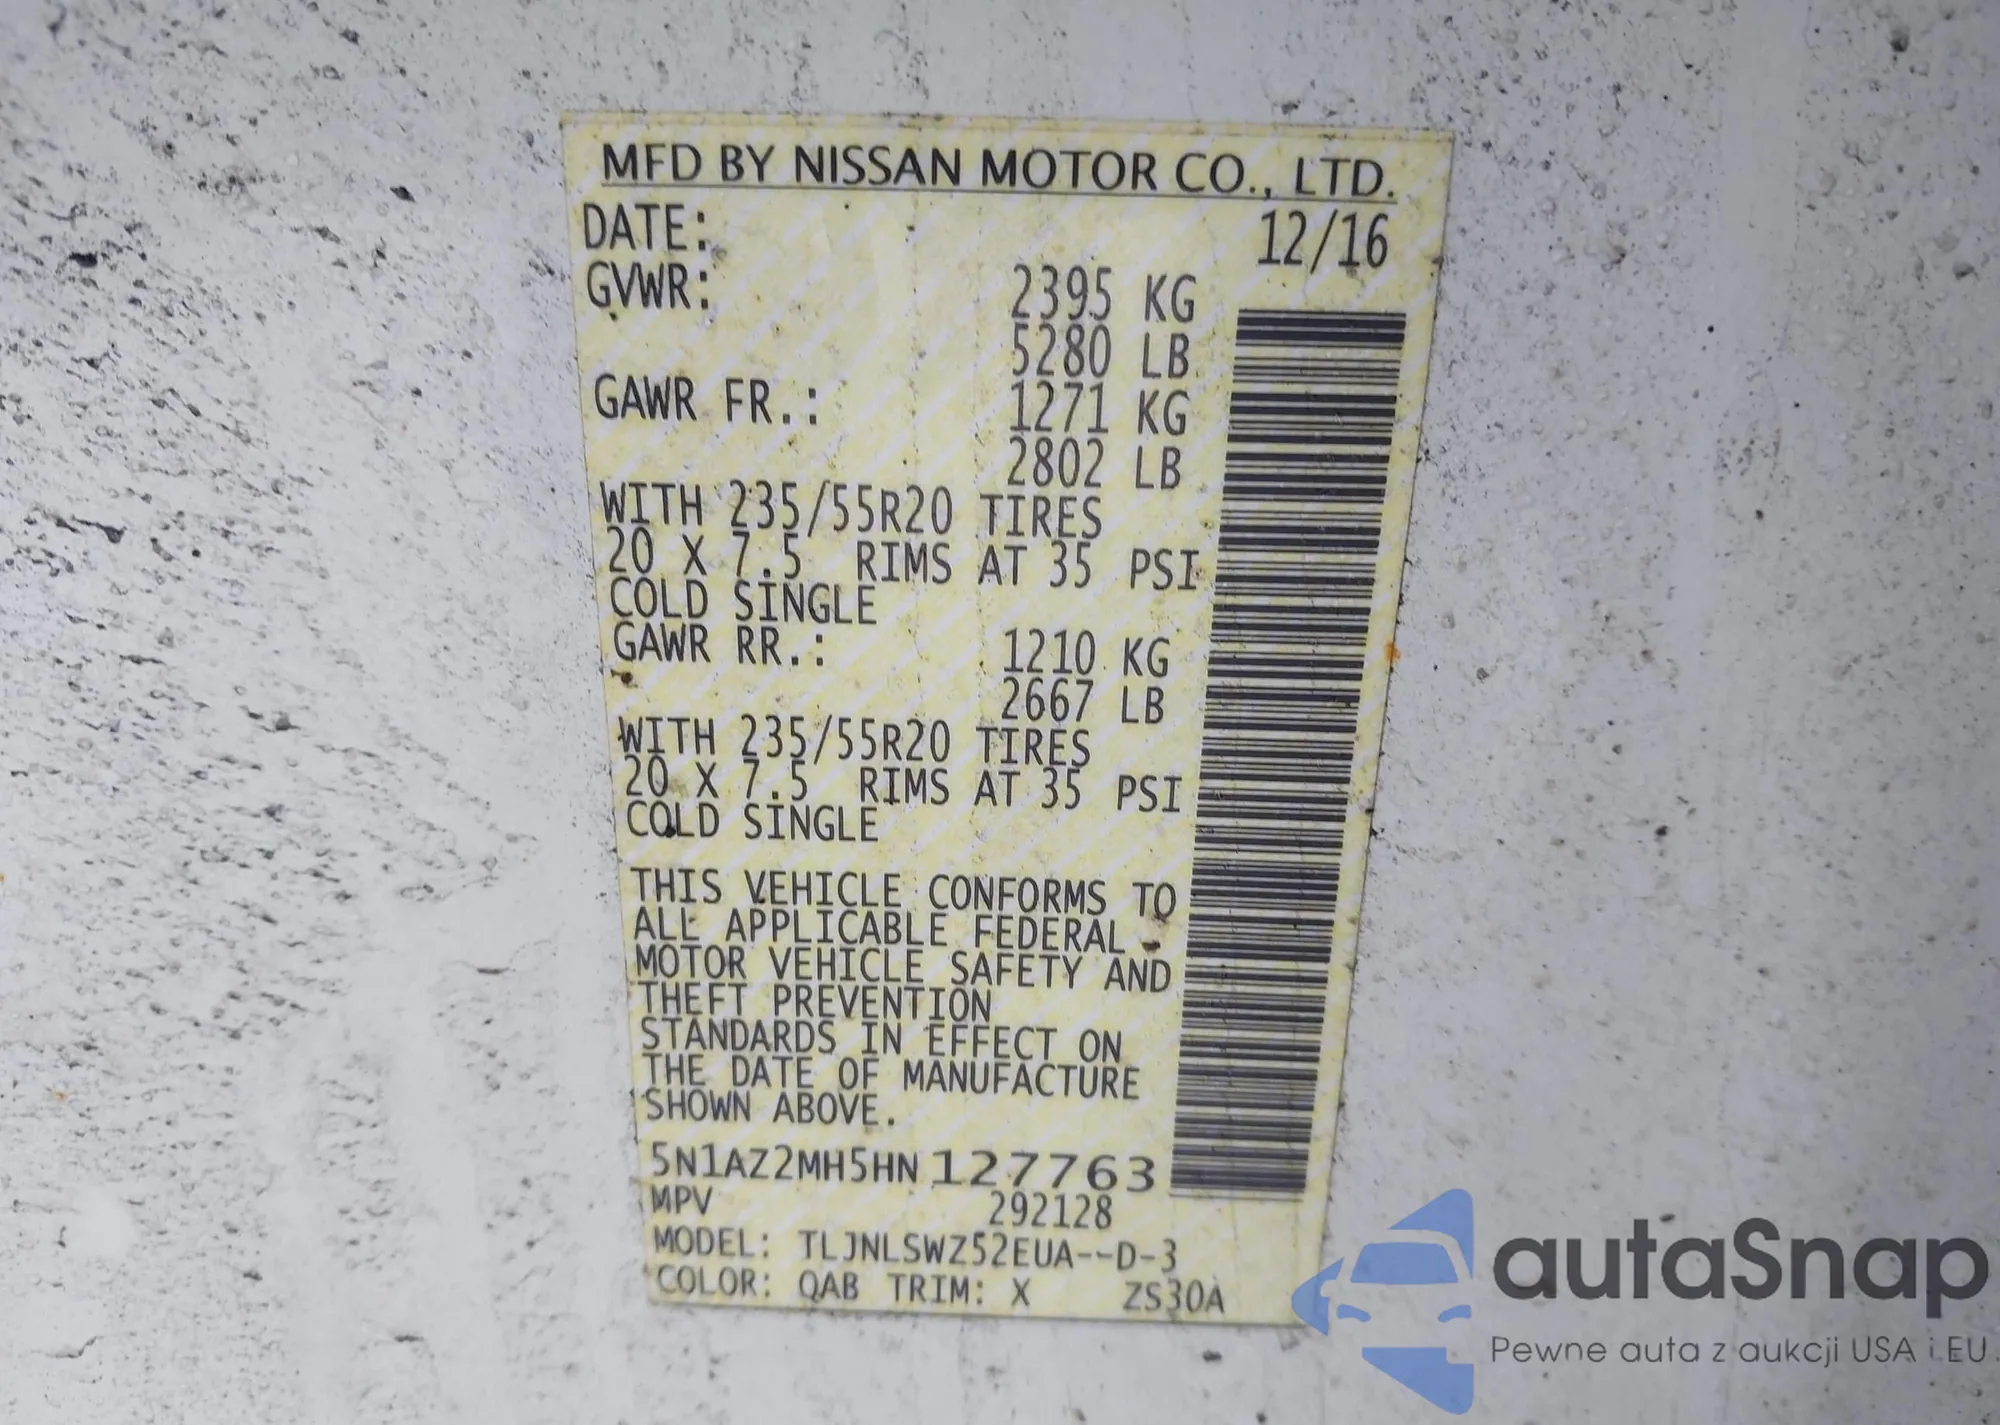 MFD BY NISSAN MOTOR CO., LTD.
DATE: 12/16
GVWR: 2395 KG
5280 LB
GAWR FR.: 1271 KG
2802 LB
WITH 235/55R20 TIRES
20 X 7.5 RIMS AT 35 PSI
COLD SINGLE
GAWR RR.: 1210 KG
2667 LB
WITH 235/55R20 TIRES
20 X 7.5 RIMS AT 35 PSI
COLD SINGLE
THIS VEHICLE CONFORMS TO
ALL APPLICABLE FEDERAL
MOTOR VEHICLE SAFETY AND
THEFT PREVENTION
STANDARDS IN EFFECT ON
THE DATE OF MANUFACTURE
SHOWN ABOVE.
5N1AZ2MH5HN127763
MPV 292128
MODEL: TLJNLSWZ52EUA--D-3
COLOR: QAB TRIM: X ZS30A
autaSnap
Pewne auta z aukcji USA i EU